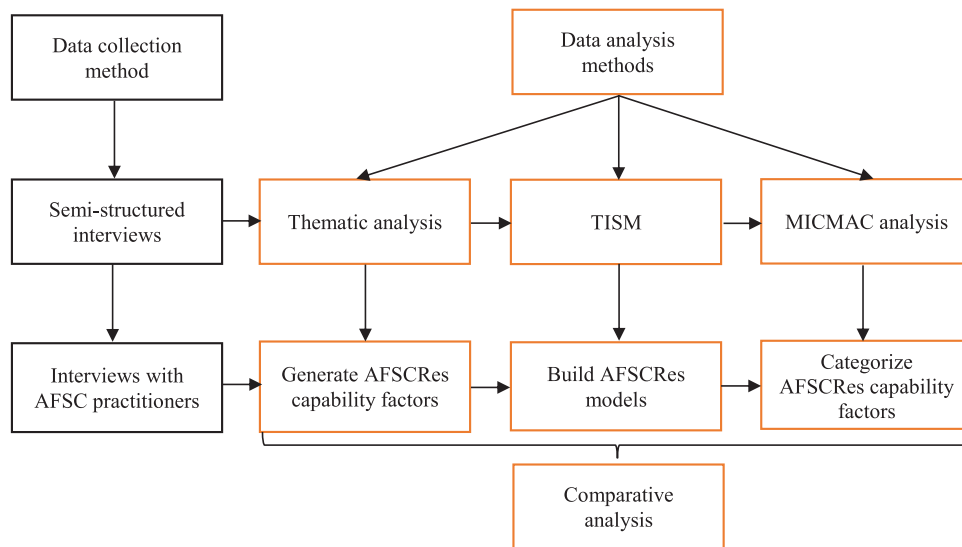 Data collection
method
Data analysis
methods
Semi-structured
interviews
Thematic analysis
TISM
MICMAC analysis
Interviews with
AFSC practitioners
Generate AFSCRes
capability factors
Build AFSCRes
models
Categorize
AFSCRes capability
factors
Comparative
analysis